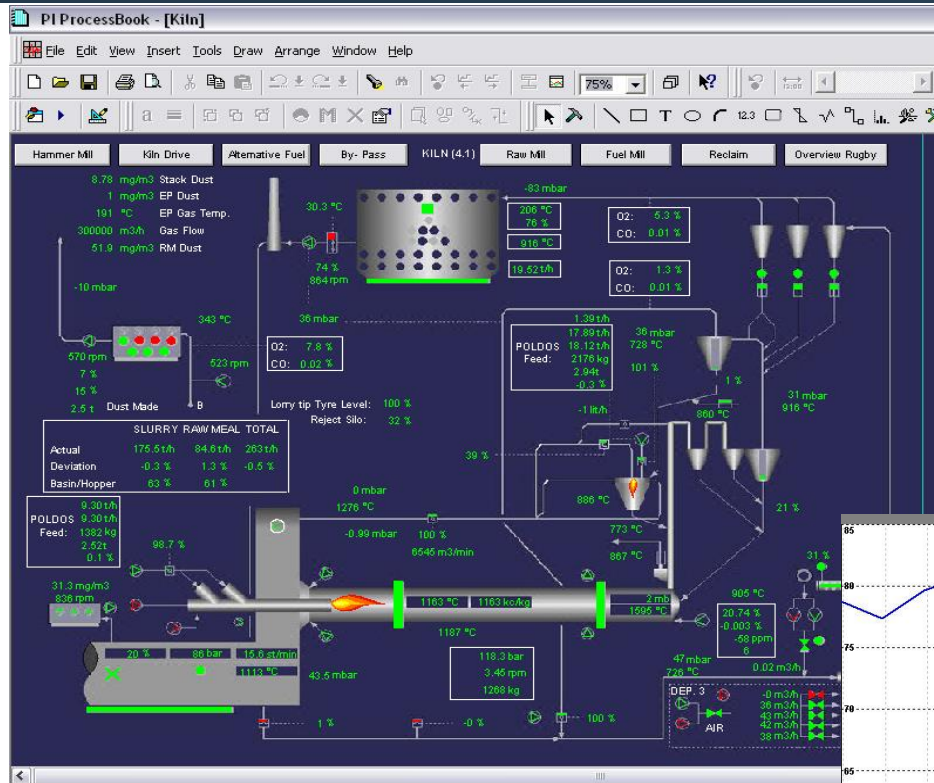 PI ProcessBook - [Kiln]
File Edit View Insert Tools Draw Arrange Window Help
75%
12.3
Hammer Mill Kiln Drive Alternative Fuel By- Pass KILN (4.1) Raw Mill Fuel Mill Reclaim Overview Rugby
8.78 mg/m3 Stack Dust
1 mg/m3 EP Dust
191 °C EP Gas Temp.
300000 m3/h Gas Flow
51.9 mg/m3 RM Dust
-10 mbar
30.3 °C
74 %
864 rpm
36 mbar
-83 mbar
206 °C
76 %
916 °C
19.52 t/h
O2: 5.3 %
CO: 0.01 %
O2: 1.3 %
CO: 0.01 %
343 °C
570 rpm
7 %
15 %
2.5 t Dust Made B
523 rpm
O2: 7.8 %
CO: 0.02 %
Lorry tip Tyre Level: 100 %
Reject Silo: 32 %
1.39 t/h
17.89 t/h
POLDOS 18.12 t/h
Feed: 2176 kg
2.94t
-0.3 %
36 mbar
728 °C
101 %
1 %
-1 lit/h
860 °C
31 mbar
916 °C
SLURRY RAW MEAL TOTAL
Actual 175.5t/h 84.6t/h 263t/h
Deviation -0.3 % 1.3 % -0.5 %
Basin/Hopper 63 % 61 %
39 %
886 °C
21 %
0 mbar
1276 °C
-0.99 mbar
100 %
6545 m3/min
773 °C
867 °C
9.30 t/h
POLDOS 9.30 t/h
Feed: 1382 kg
2.52t
0.1 %
98.7 %
31.3 mg/m3
836 rpm
1163 °C 1163 kc/kg
2 mb
1595 °C
1187 °C
31 %
905 °C
20.74 %
-0.003 %
-58 ppm
6
20 % 86 bar 15.6 st/min
1113 °C
43.5 mbar
118.3 bar
3.45 rpm
1268 kg
47 mbar
726 °C
0.02 m3/h
DEP. 3
AIR
-0 m3/h
36 m3/h
43 m3/h
42 m3/h
38 m3/h
1 %
-0 %
100 %
85
80
75
70
65